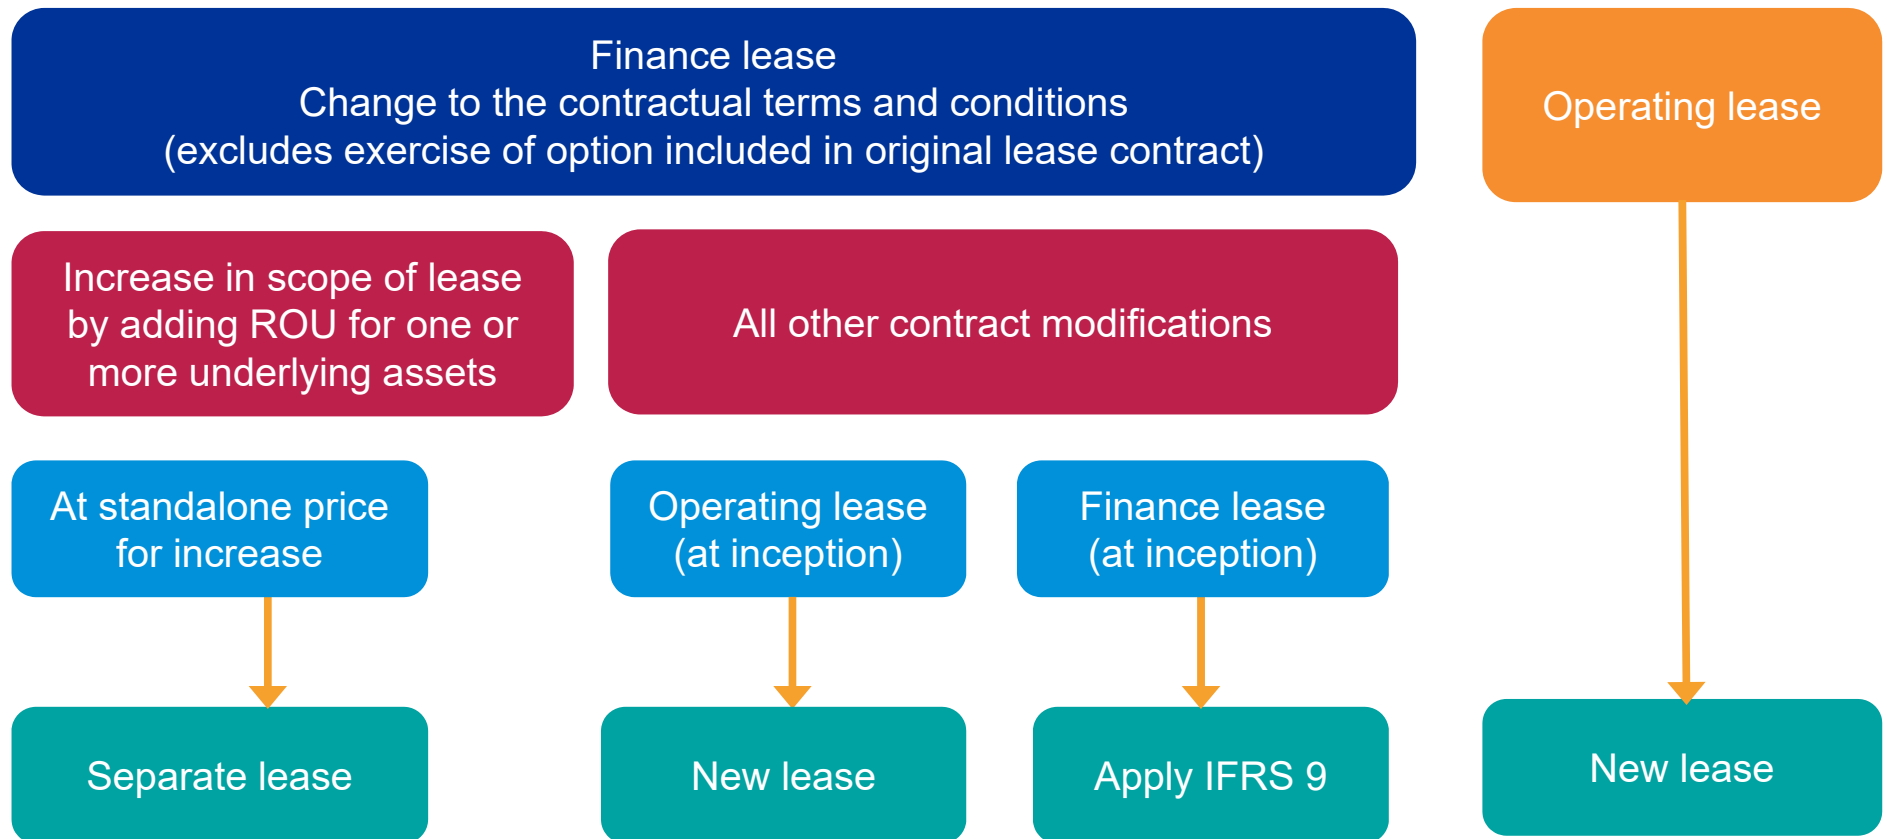 Finance lease
Change to the contractual terms and conditions
(excludes exercise of option included in original lease contract)
Operating lease
Increase in scope of lease
by adding ROU for one or
more underlying assets
All other contract modifications
At standalone price
for increase
Operating lease
(at inception)
Finance lease
(at inception)
Separate lease
New lease
Apply IFRS 9
New lease